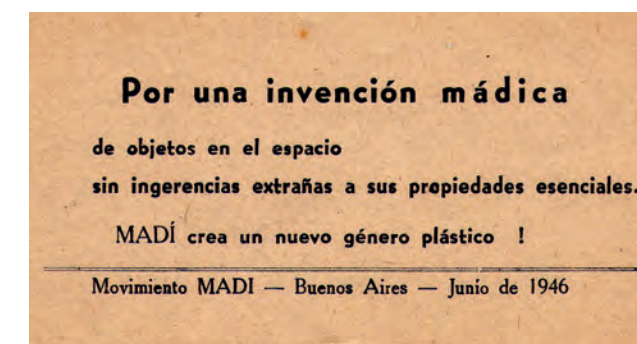 Por una invención mádica
de objetos en el espacio
sin ingerencias extrañas a sus propiedades esenciales.
MADÍ crea un nuevo género plástico !
Movimiento MADI — Buenos Aires — Junio de 1946